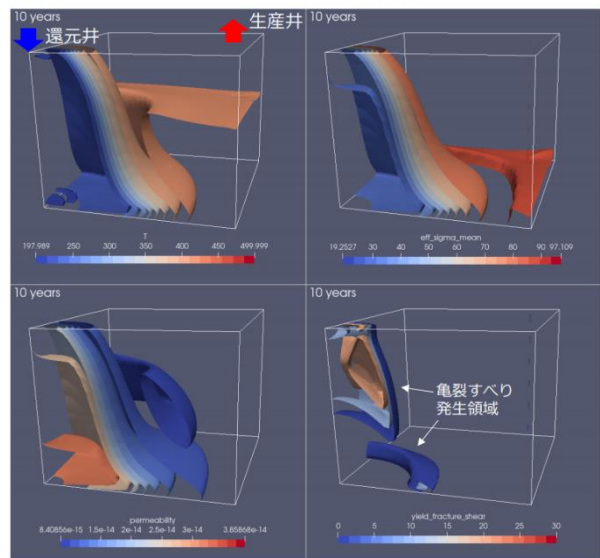 10 years
還元井
生産井
T
197.989 250 300 350 400 450 499.999
10 years
eff_sigma_mean
19.2527 30 40 50 60 70 80 90 97.109
10 years
permeability
8.40856e-15 1.5e-14 2e-14 2.5e-14 3e-14 3.85868e-14
10 years
亀裂すべり
発生領域
yield_fracture_shear
0 5 10 15 20 25 30